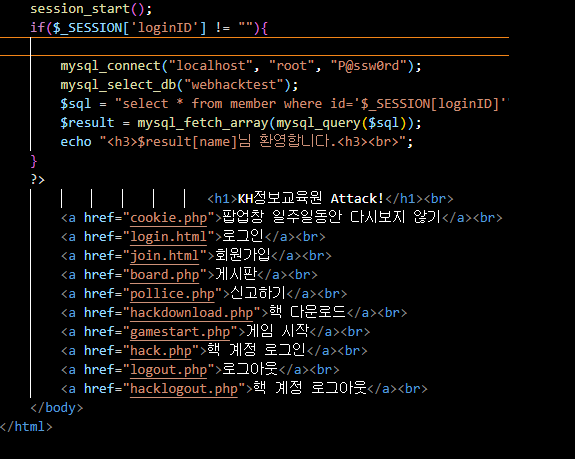 session_start();
if($_SESSION['loginID'] != ""){
mysql_connect("localhost", "root", "P@ssw0rd");
mysql_select_db("webhacktest");
$sql = "select * from member where id='$_SESSION[loginID]'"
$result = mysql_fetch_array(mysql_query($sql));
echo "<h3>$result[name]님 환영합니다.<h3><br>";
}
?>
<h1>KH정보교육원 Attack!</h1><br>
<a href="cookie.php">팝업창 일주일동안 다시보지 않기</a><br>
<a href="login.html">로그인</a><br>
<a href="join.html">회원가입</a><br>
<a href="board.php">게시판</a><br>
<a href="pollice.php">신고하기</a><br>
<a href="hackdownload.php">핵 다운로드</a><br>
<a href="gamestart.php">게임 시작</a><br>
<a href="hack.php">핵 계정 로그인</a><br>
<a href="logout.php">로그아웃</a><br>
<a href="hacklogout.php">핵 계정 로그아웃</a><br>
</body>
</html>